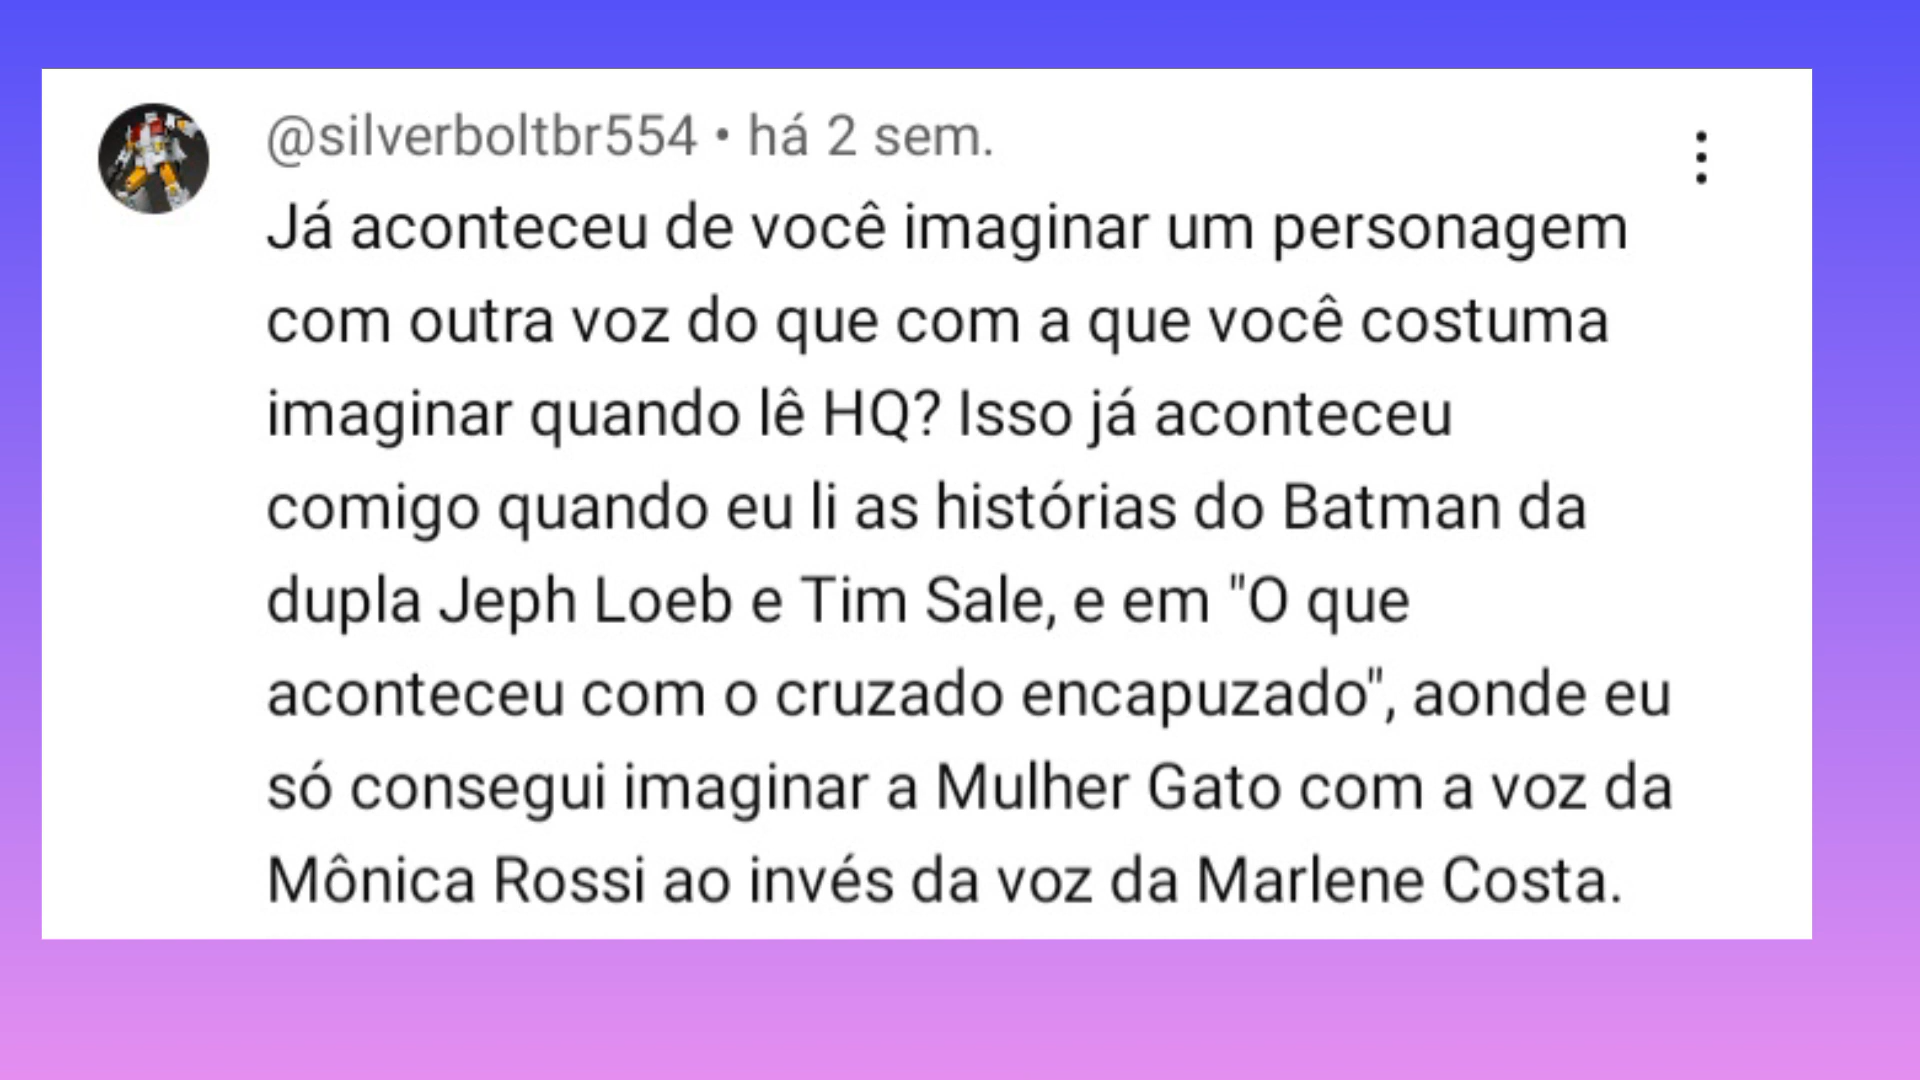 @silverboltbr554 • há 2 sem.
Já aconteceu de você imaginar um personagem
com outra voz do que com a que você costuma
imaginar quando lê HQ? Isso já aconteceu
comigo quando eu li as histórias do Batman da
dupla Jeph Loeb e Tim Sale, e em "O que
aconteceu com o cruzado encapuzado", aonde eu
só consegui imaginar a Mulher Gato com a voz da
Mônica Rossi ao invés da voz da Marlene Costa.